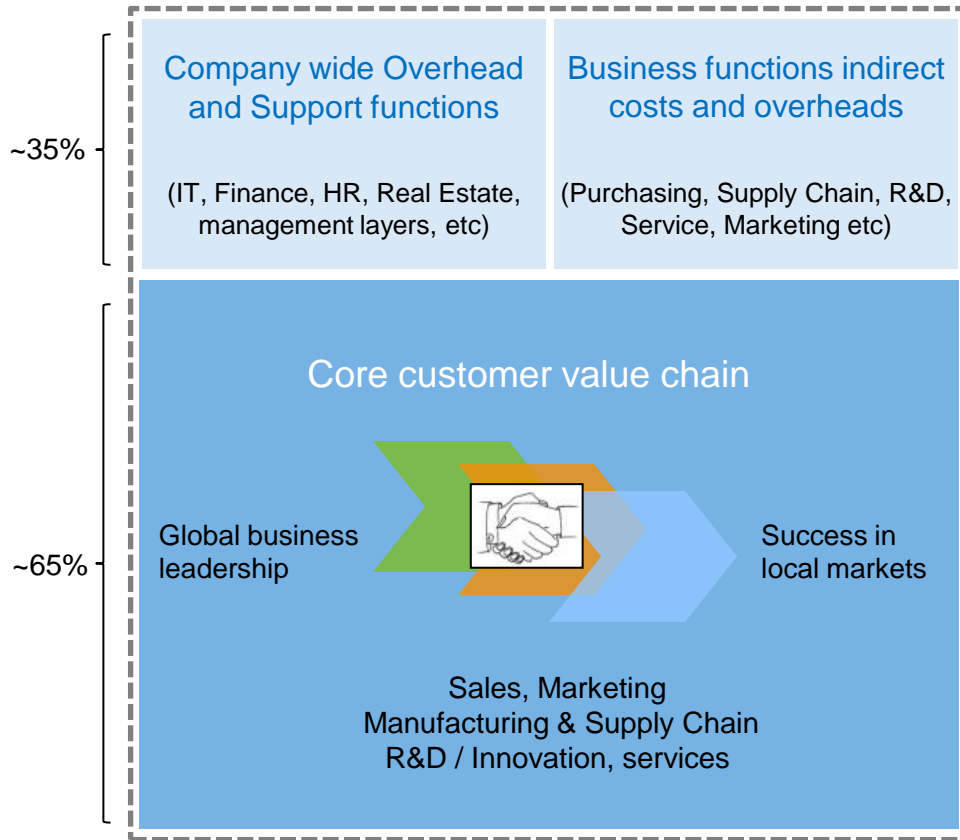 Company wide Overhead
and Support functions
(IT, Finance, HR, Real Estate,
management layers, etc)
Business functions indirect
costs and overheads
(Purchasing, Supply Chain, R&D,
Service, Marketing etc)
~35%
Core customer value chain
Global business
leadership
Success in
local markets
~65%
Sales, Marketing
Manufacturing & Supply Chain
R&D / Innovation, services